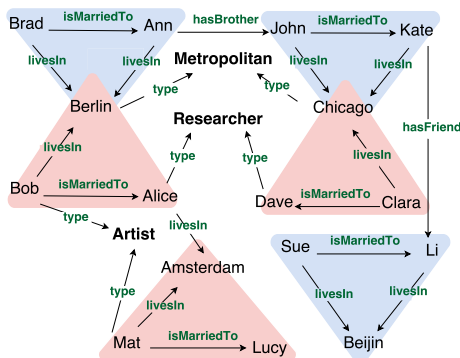 Brad isMarriedTo Ann hasBrother John isMarriedTo Kate
livesIn livesIn Metropolitan livesIn livesIn
Berlin type type Chicago
Researcher hasFriend
livesIn type type livesIn
Bob isMarriedTo Alice Dave isMarriedTo Clara
type livesIn
Artist Sue isMarriedTo Li
type Amsterdam
livesIn livesIn livesIn
Mat isMarriedTo Lucy Beijin